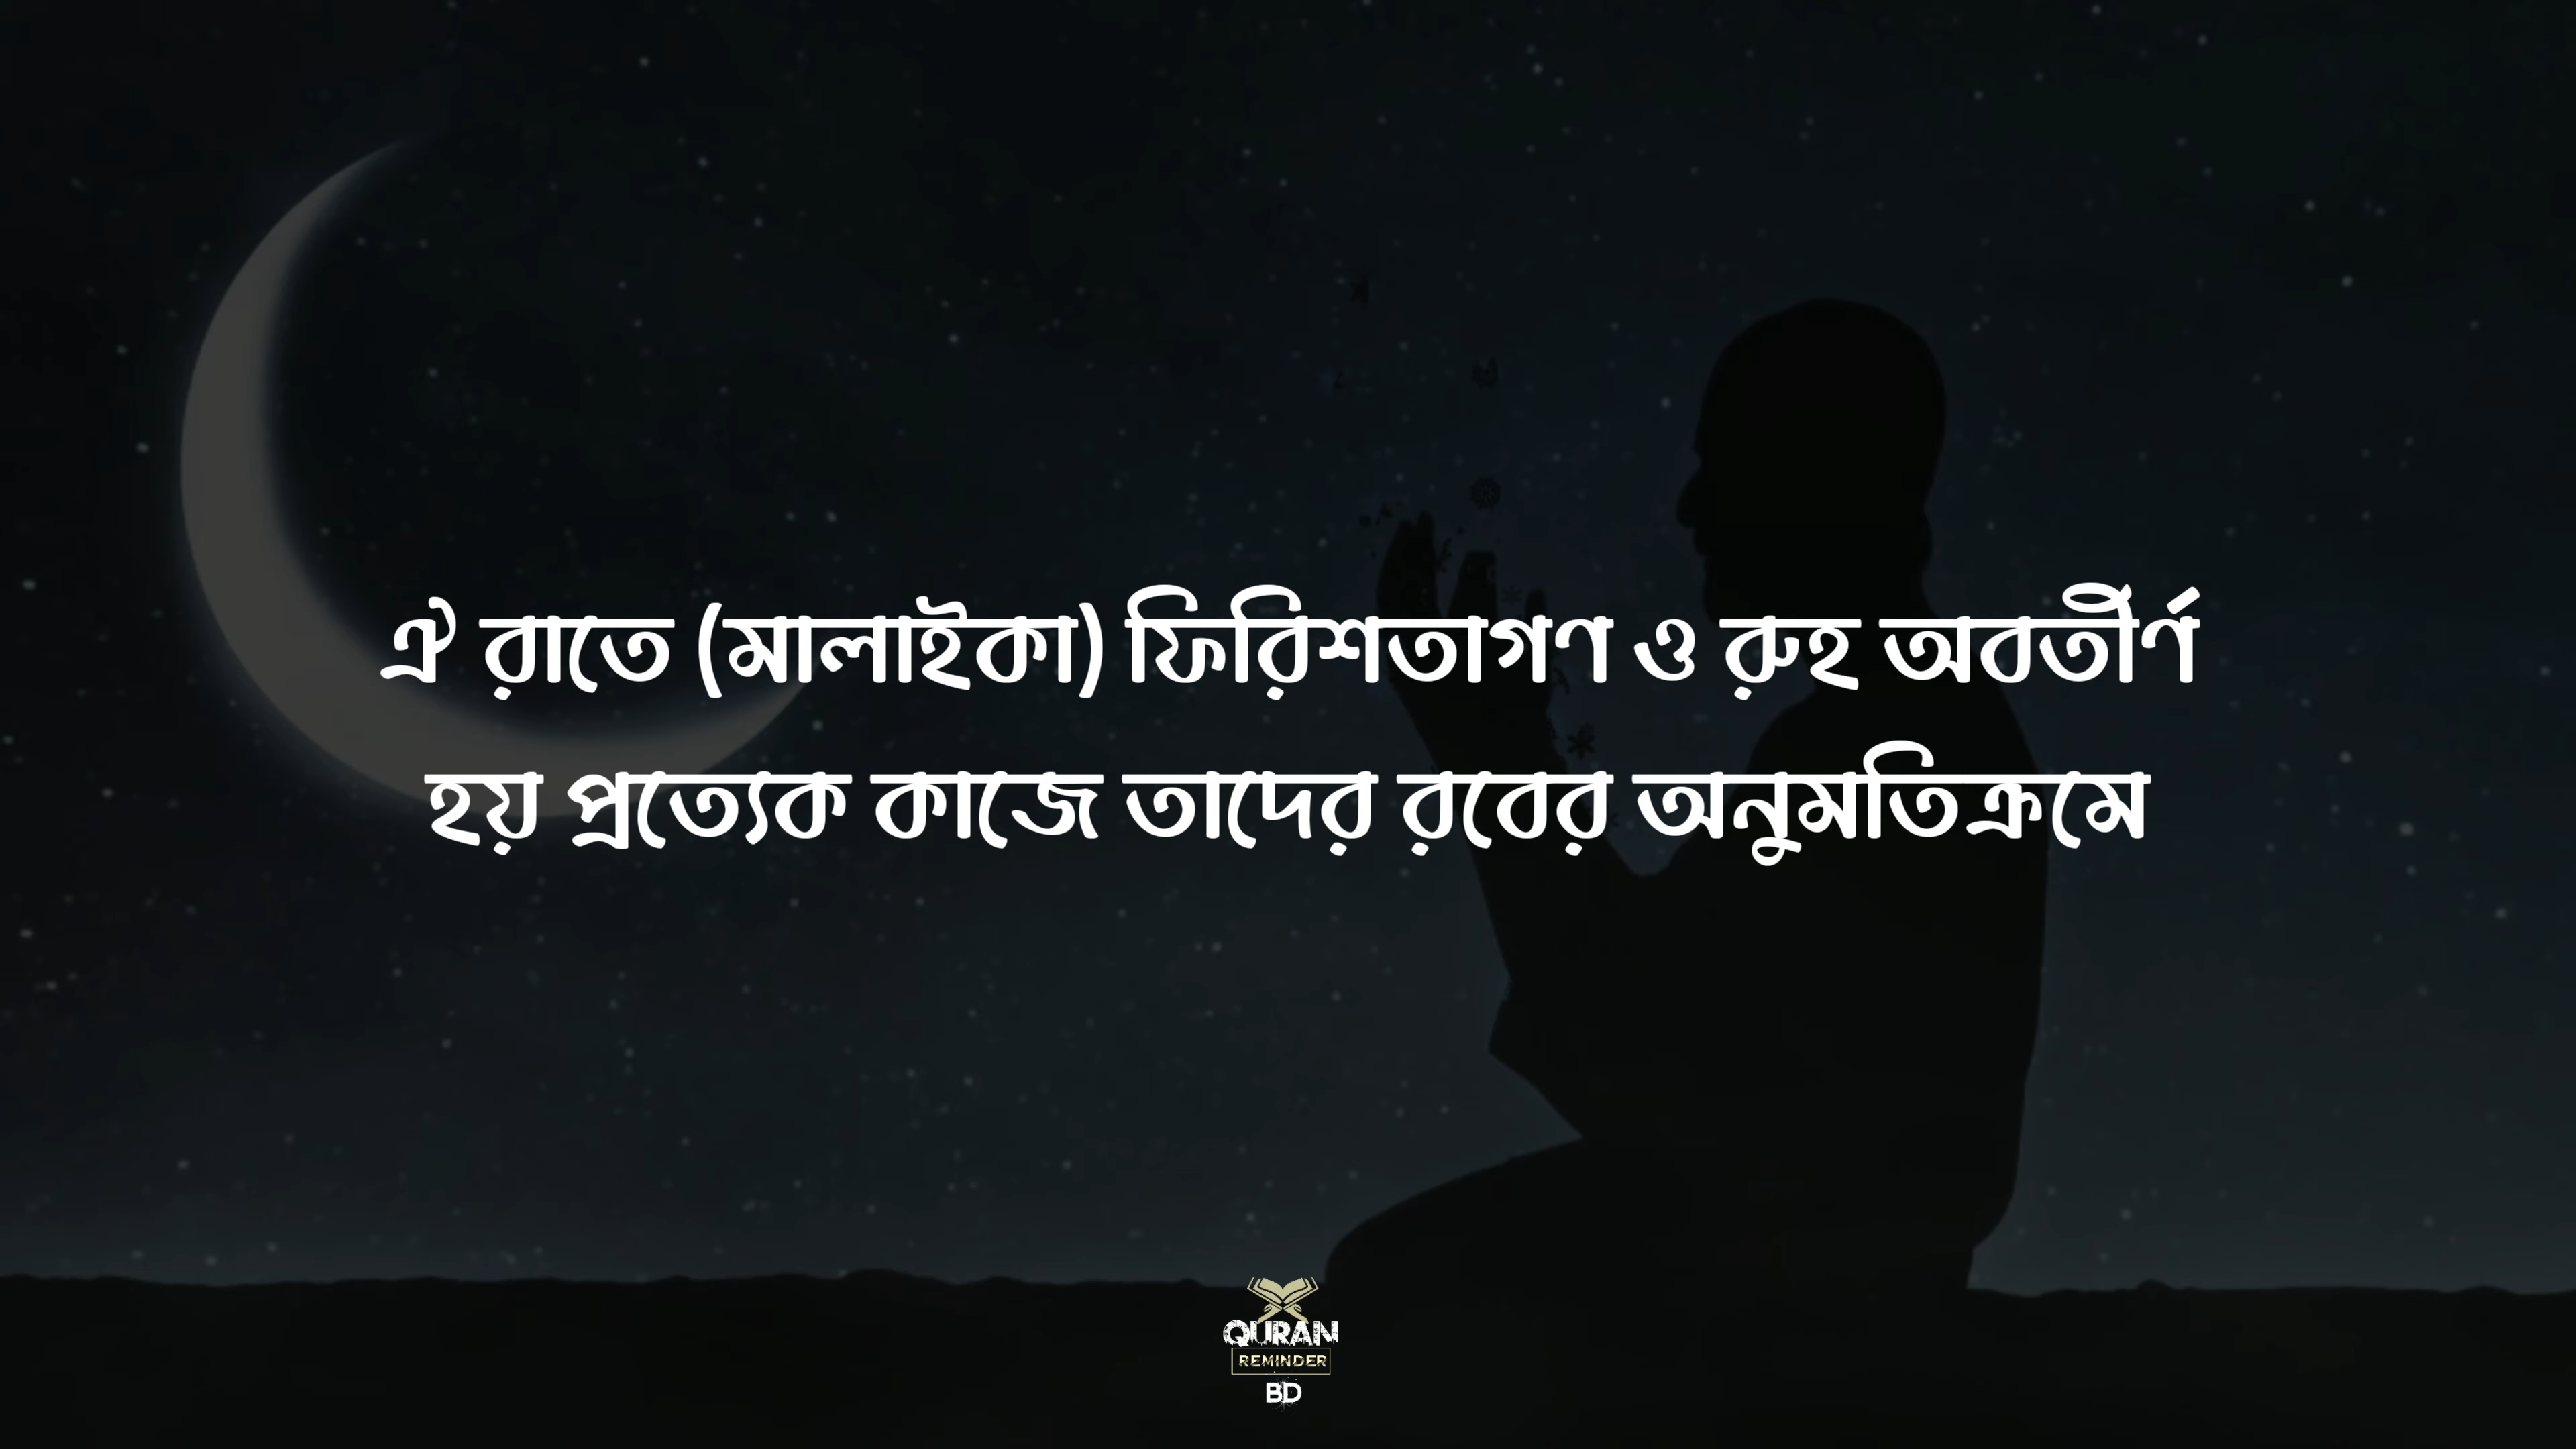 ঐ রাতে (মালাইকা) ফিরিশতাগণ ও রুহ অবতীর্ণ
হয় প্রত্যেক কাজে তাদের রবের অনুমতিক্রমে
QURAN
REMINDER
BD